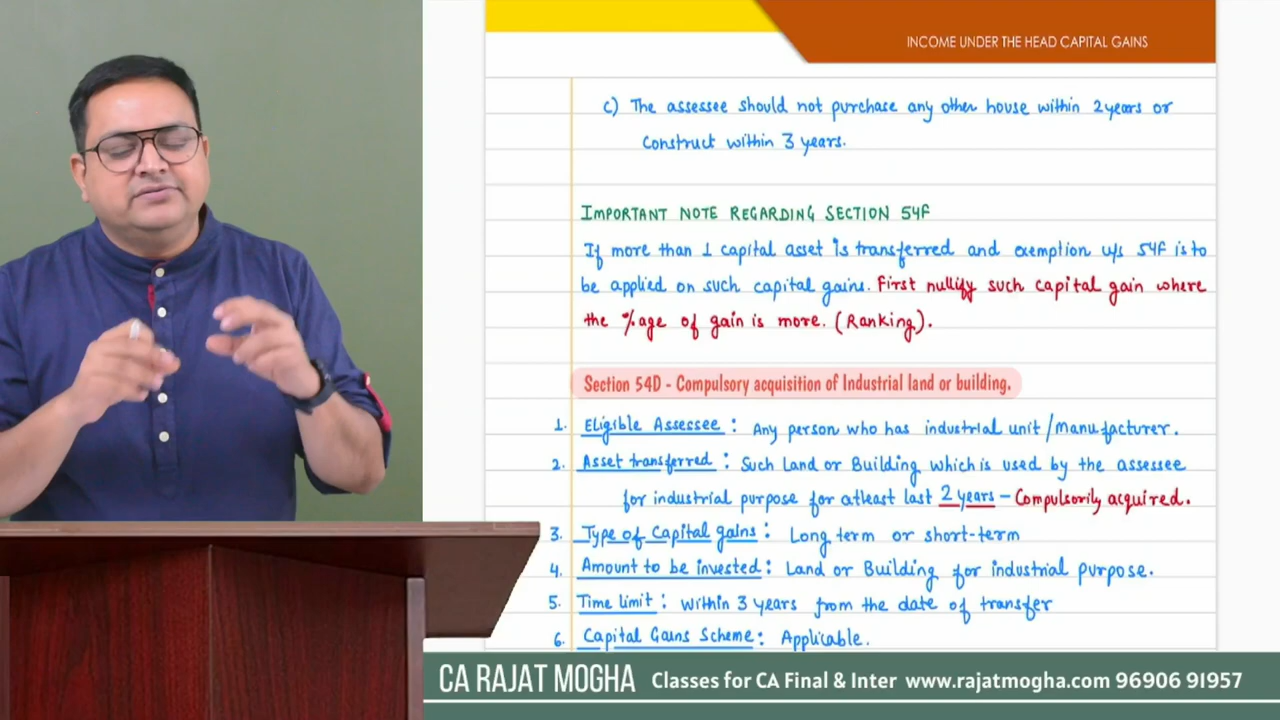 INCOME UNDER THE HEAD CAPITAL GAINS
c) The assessee should not purchase any other house within 2 years or
construct within 3 years.
IMPORTANT NOTE REGARDING SECTION 54F
If more than 1 capital asset is transferred and exemption u/s 54F is to
be applied on such capital gains. First nullify such capital gain where
the %age of gain is more. (Ranking).
Section 54D - Compulsory acquisition of Industrial land or building.
1. Eligible Assessee : Any person who has industrial unit/manufacturer.
2. Asset transferred : Such Land or Building which is used by the assessee
for industrial purpose for atleast last 2 years – Compulsorily acquired.
3. Type of Capital gains : Long term or short-term
4. Amount to be invested : Land or Building for industrial purpose.
5. Time limit : Within 3 years from the date of transfer
6. Capital Gains Scheme : Applicable.
CA RAJAT MOGHA Classes for CA Final & Inter www.rajatmogha.com 96906 91957